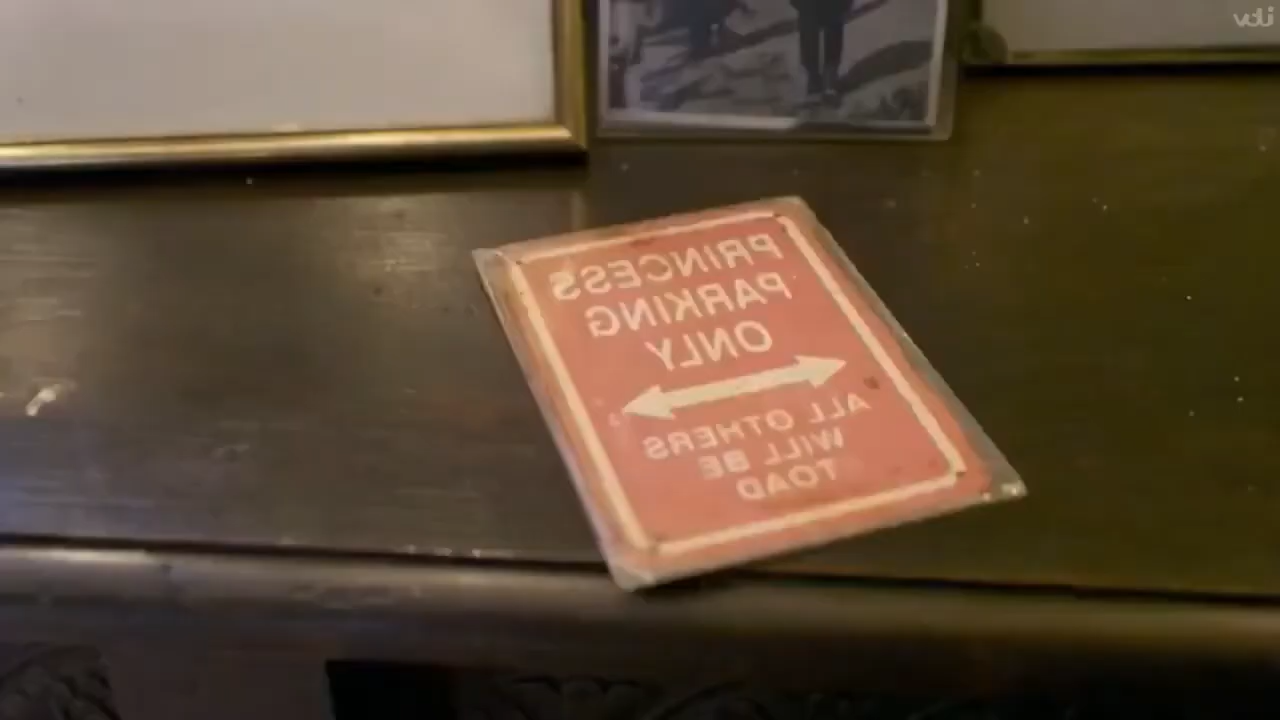 PRINCESS
PARKING
ONLY
ALL OTHERS
WILL BE
TOAD